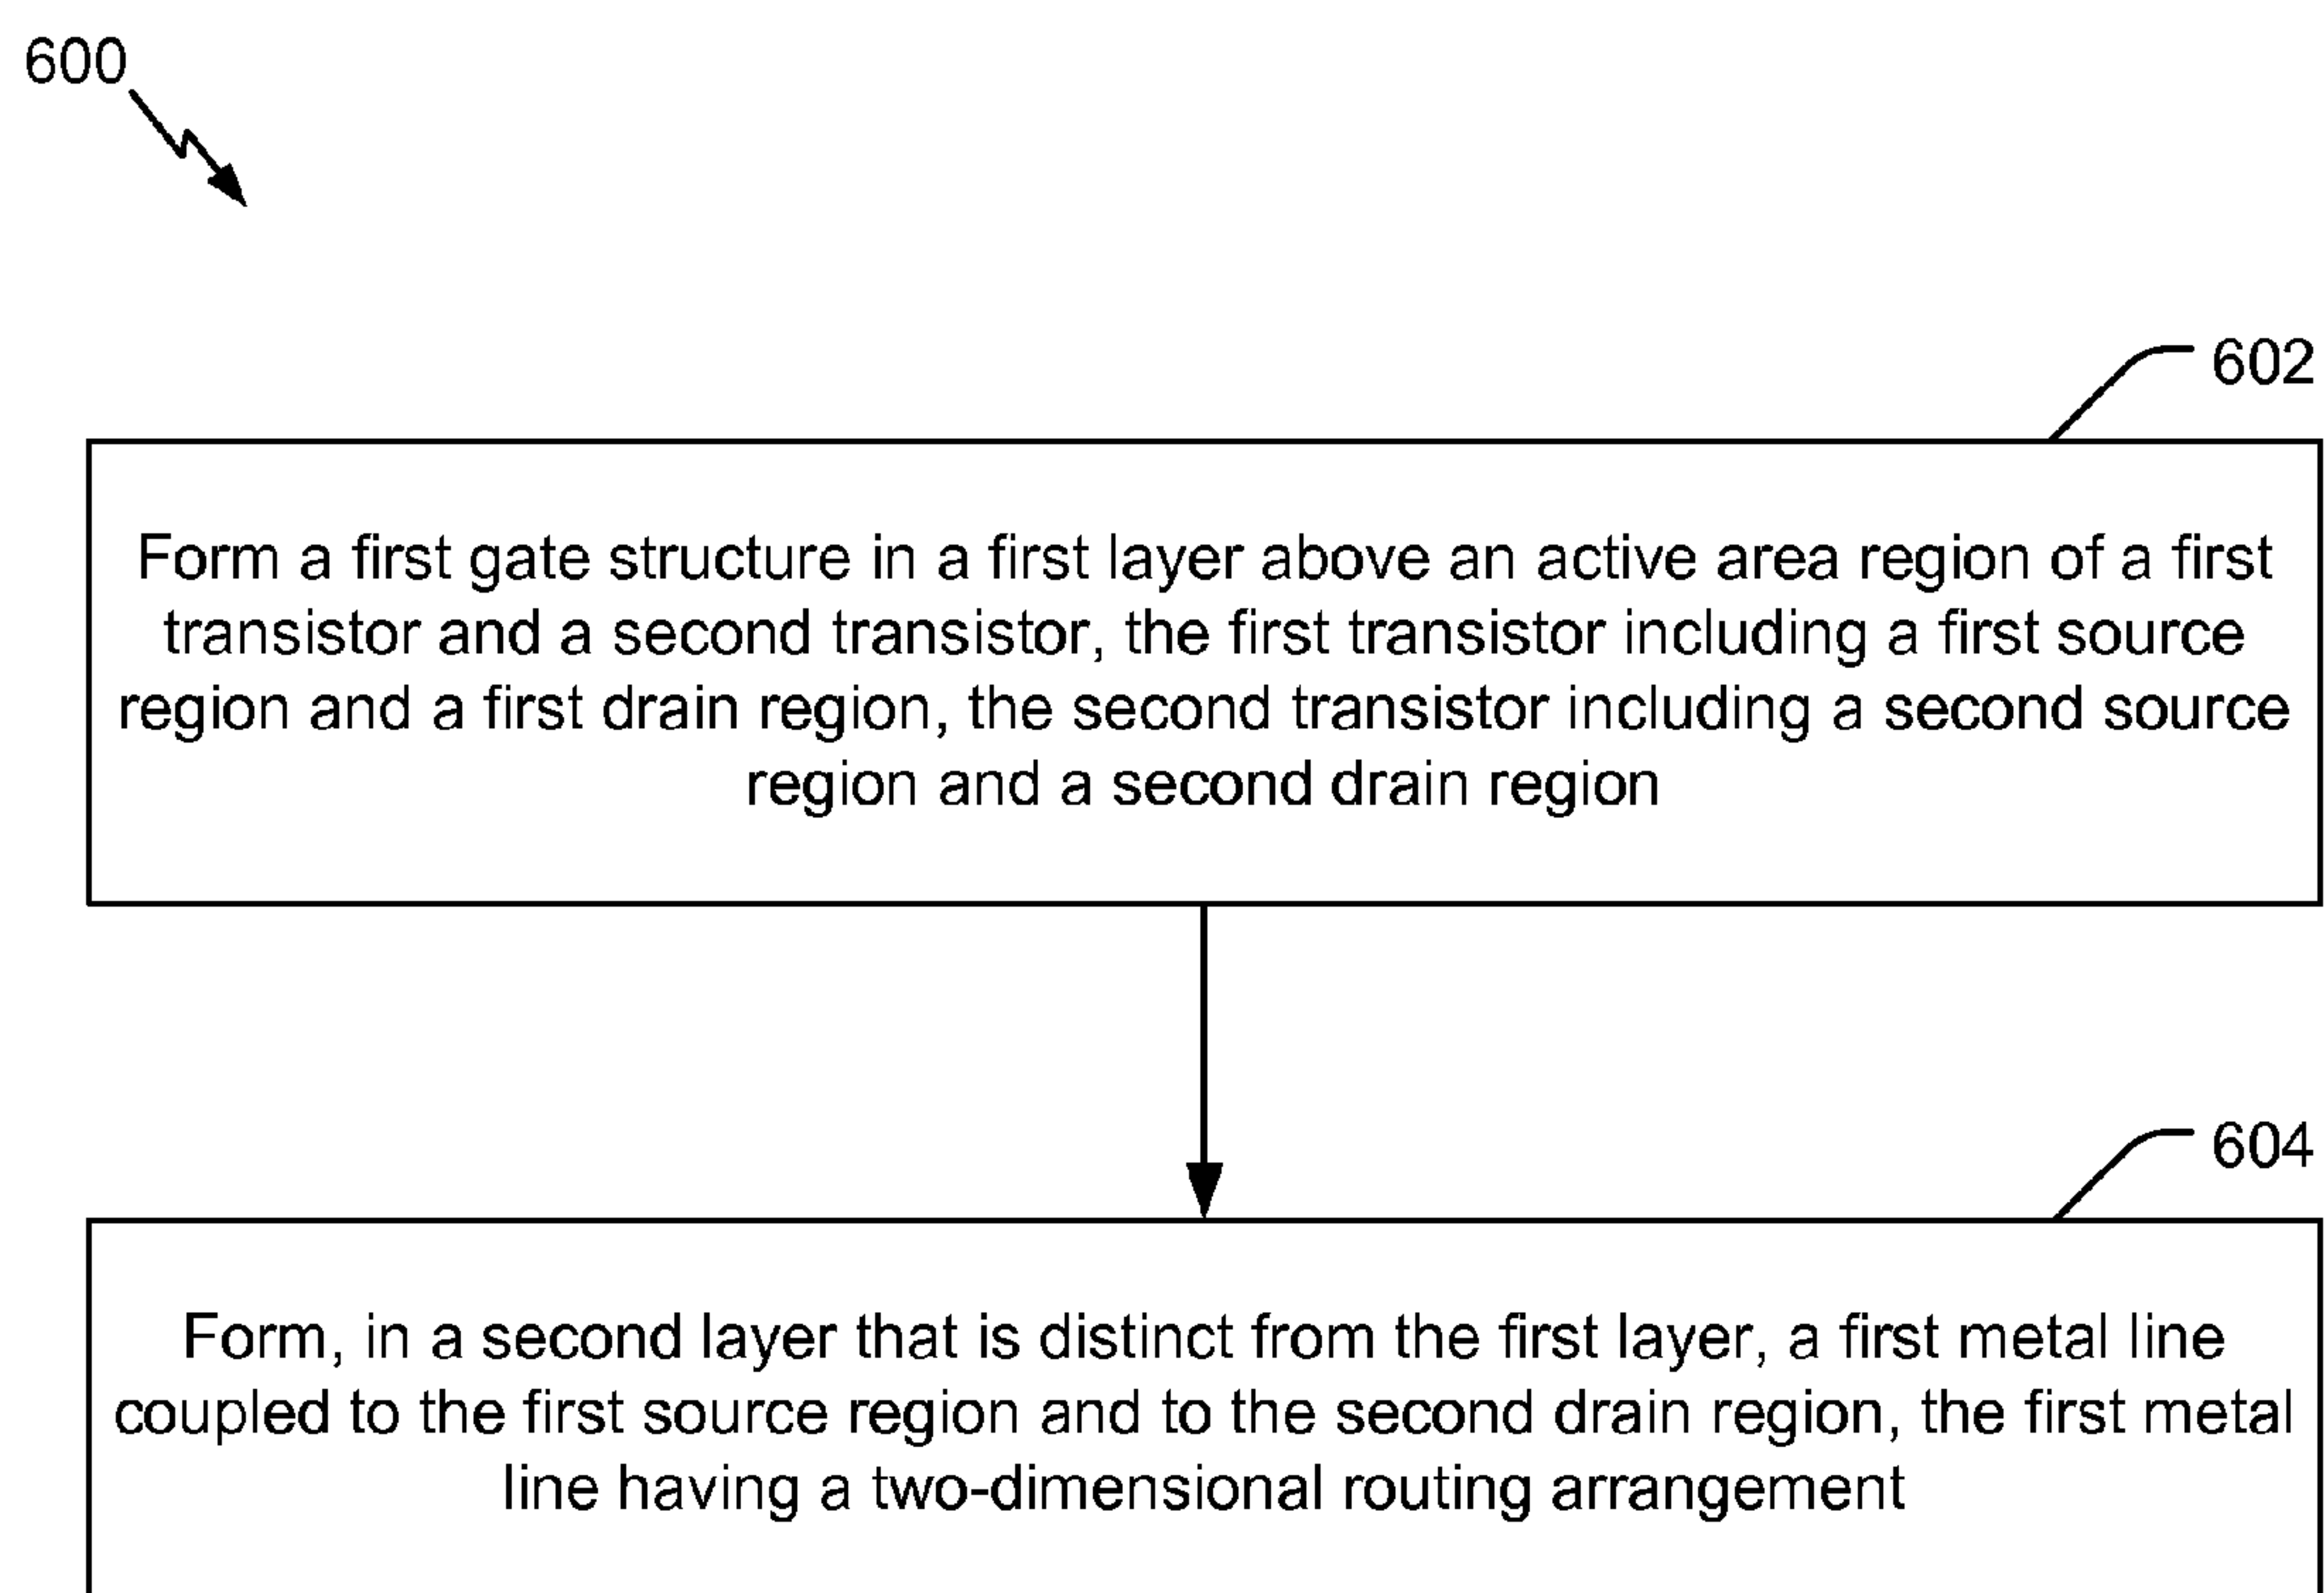 600
602
Form a first gate structure in a first layer above an active area region of a first
transistor and a second transistor, the first transistor including a first source
region and a first drain region, the second transistor including a second source
region and a second drain region
604
Form, in a second layer that is distinct from the first layer, a first metal line
coupled to the first source region and to the second drain region, the first metal
line having a two-dimensional routing arrangement